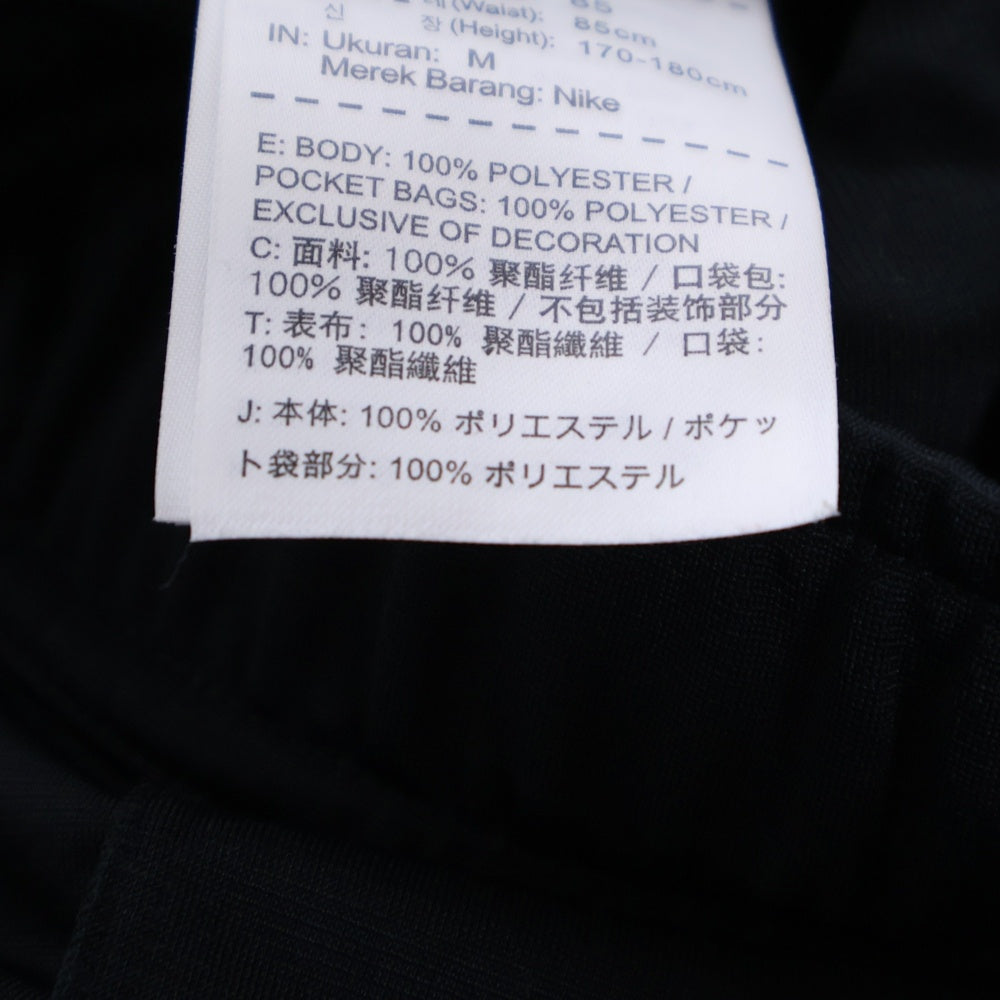 (Waist): 85cm
신 장 (Height): 170-180cm
IN: Ukuran: M
Merek Barang: Nike
E: BODY: 100% POLYESTER /
POCKET BAGS: 100% POLYESTER /
EXCLUSIVE OF DECORATION
C: 面料: 100% 聚酯纤维 / 口袋包:
100% 聚酯纤维 / 不包括装饰部分
T: 表布: 100% 聚酯纖維 / 口袋:
100% 聚酯纖維
J: 本体: 100% ポリエステル / ポケッ
ト袋部分: 100% ポリエステル